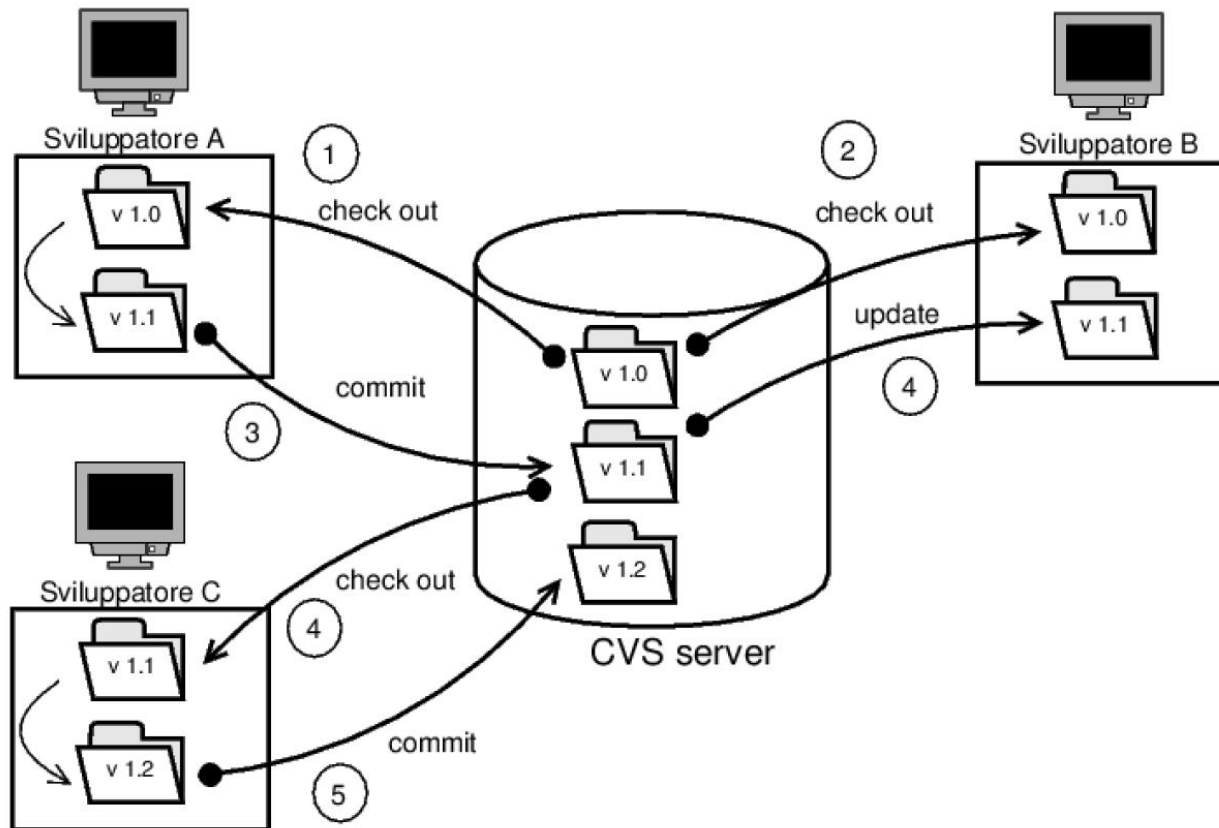 Sviluppatore A
v 1.0
v 1.1
1
check out
commit
3
2
check out
update
4
Sviluppatore B
v 1.0
v 1.1
v 1.0
v 1.1
v 1.2
CVS server
Sviluppatore C
v 1.1
v 1.2
check out
4
commit
5